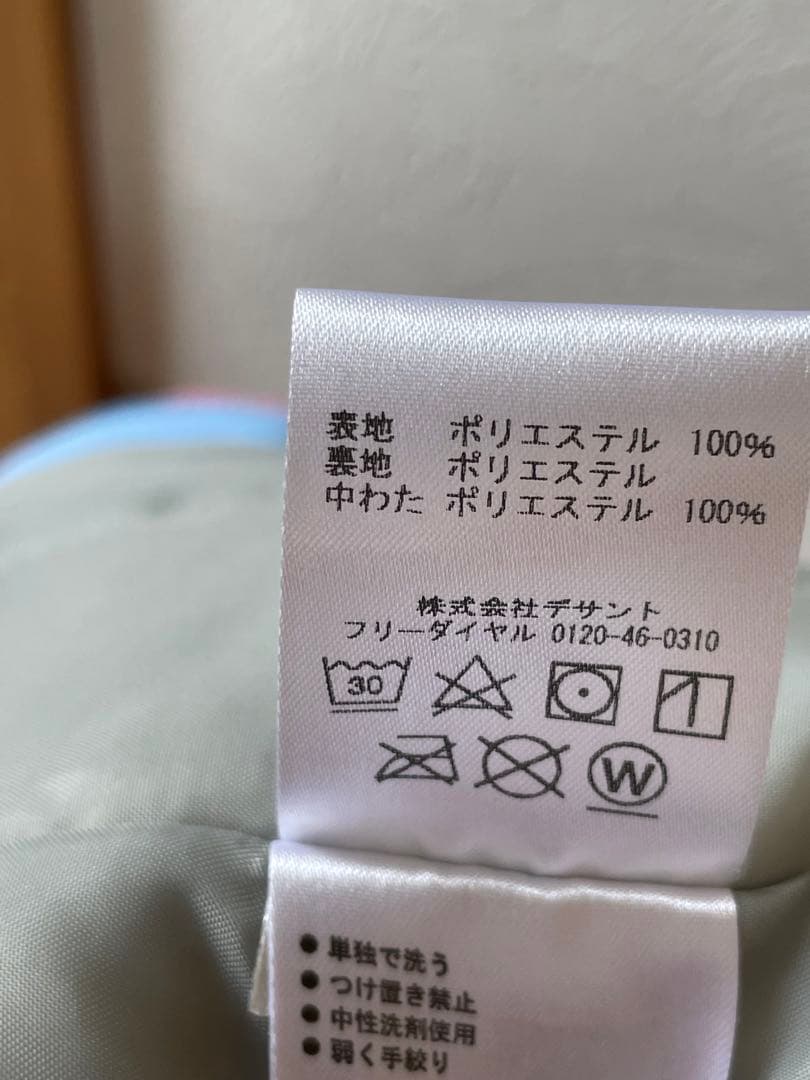 表地 ポリエステル 100%
裏地 ポリエステル
中わた ポリエステル 100%
株式会社デサント
フリーダイヤル 0120-46-0310
30
W
● 単独で洗う
● つけ置き禁止
● 中性洗剤使用
● 弱く手絞り